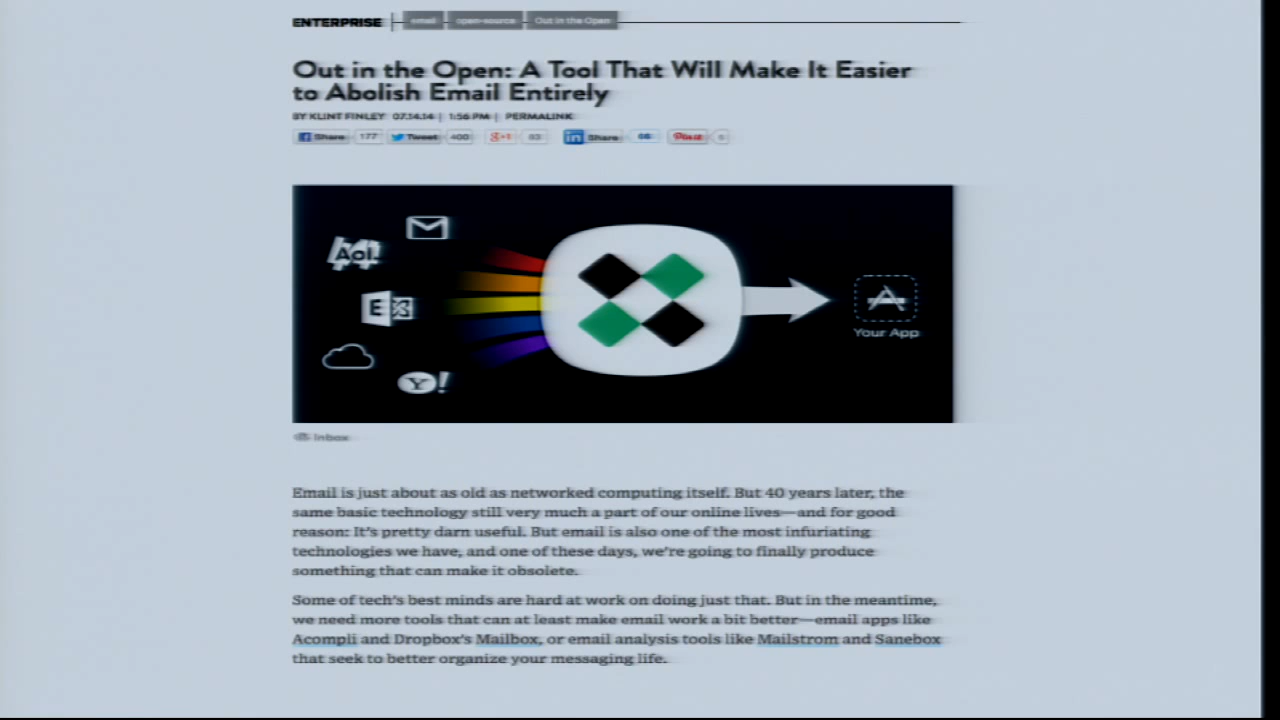 ENTERPRISE email open-source Out in the Open
Out in the Open: A Tool That Will Make It Easier
to Abolish Email Entirely
BY KLINT FINLEY 07.14.14 | 1:56 PM | PERMALINK
Share 177 Tweet 400 g+1 83 in Share 66 Pin it
Aol.
E
Y!
Your App
Inbox
Email is just about as old as networked computing itself. But 40 years later, the
same basic technology still very much a part of our online lives—and for good
reason: It's pretty darn useful. But email is also one of the most infuriating
technologies we have, and one of these days, we're going to finally produce
something that can make it obsolete.
Some of tech's best minds are hard at work on doing just that. But in the meantime,
we need more tools that can at least make email work a bit better—email apps like
Acompli and Dropbox's Mailbox, or email analysis tools like Mailstrom and Sanebox
that seek to better organize your messaging life.